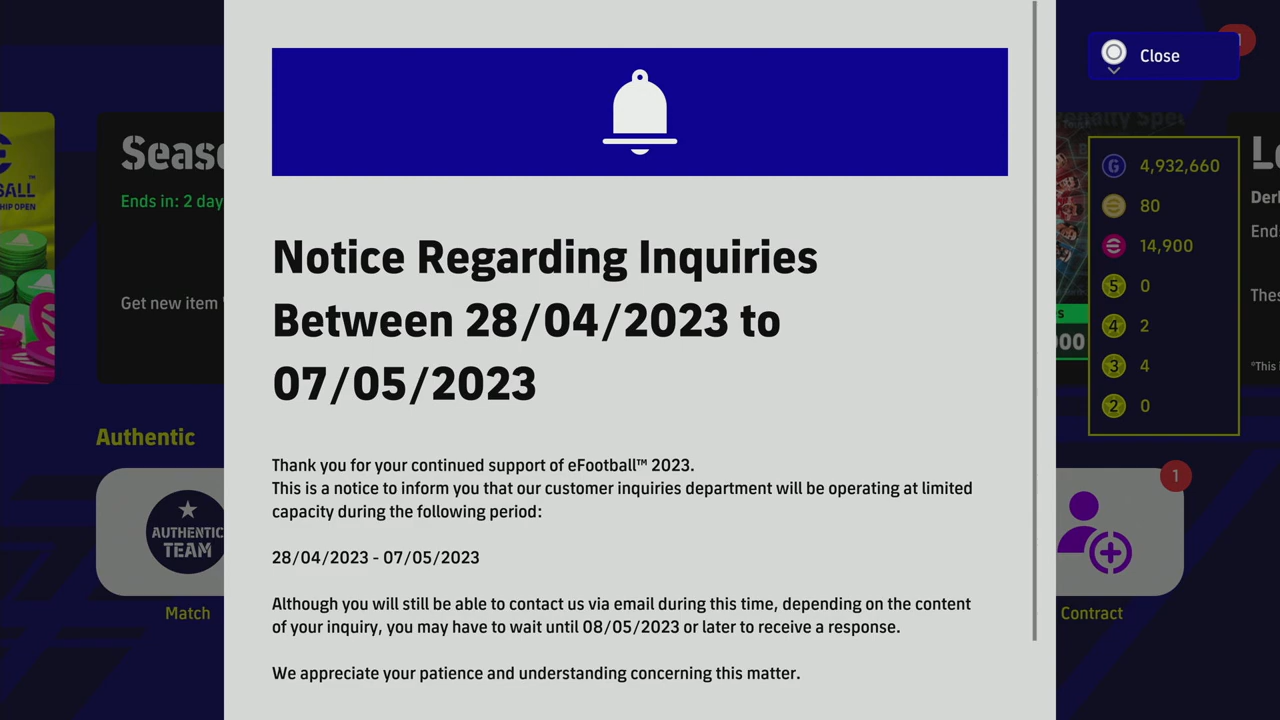 Close
Notice Regarding Inquiries
Between 28/04/2023 to
07/05/2023
Thank you for your continued support of eFootball™ 2023.
This is a notice to inform you that our customer inquiries department will be operating at limited
capacity during the following period:
28/04/2023 - 07/05/2023
Although you will still be able to contact us via email during this time, depending on the content
of your inquiry, you may have to wait until 08/05/2023 or later to receive a response.
We appreciate your patience and understanding concerning this matter.
Ends in: 2 day
Get new item
Authentic
AUTHENTIC
TEAM
Match
G 4,932,660
80
14,900
5 0
4 2
3 4
2 0
1
Contract